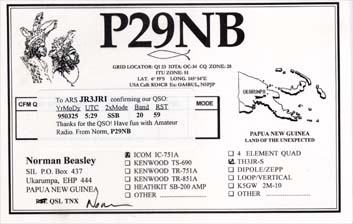 P29NB
GRID LOCATOR: QI 23 IOTA: OC-34 CQ ZONE: 28
ITU ZONE: 51
LAT. 6° 19'S LONG. 145° 54'E
USA Call: KO4CR Ex: OA4BUL, N5PJP
UKARUMPA
CFM Q
To ARS JR3JRI confirming our QSO:
YrMoDy UTC 2xMode Band RST
950325 5:29 SSB 20 59
Thanks for the QSO! Have fun with Amateur
Radio. From Norm, P29NB
MODE
PAPUA NEW GUINEA
LAND OF THE UNEXPECTED
Norman Beasley
SIL P.O. Box 437
Ukarumpa, EHP 444
PAPUA NEW GUINEA
QSL TNX Norm
ICOM IC-751A
KENWOOD TS-690
KENWOOD TR-751A
KENWOOD TR-851A
HEATHKIT SB-200 AMP
OTHER
4 ELEMENT QUAD
TH3JR-S
DIPOLE/ZEPP
LOOP/VERTICAL
K5GW 2M-10
OTHER